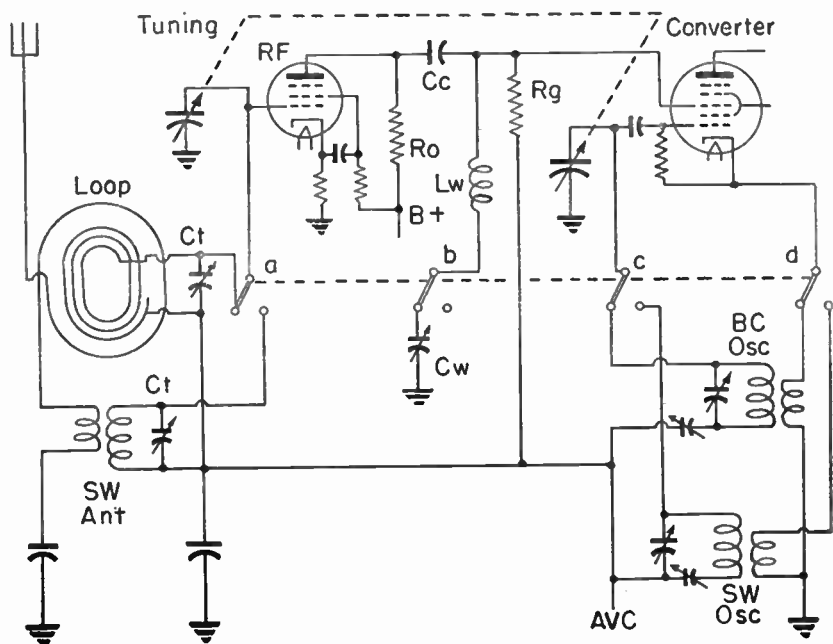 Tuning
RF
Converter
Cc
Rg
Ro
Lw
Loop
B+
Ct
a
b
c
d
BC
Osc
Cw
Ct
SW
Ant
SW
Osc
AVC